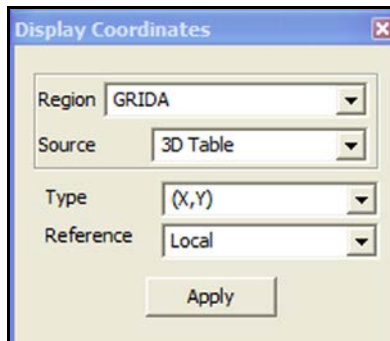 Display Coordinates
Region GRIDA
Source 3D Table
Type (X,Y)
Reference Local
Apply